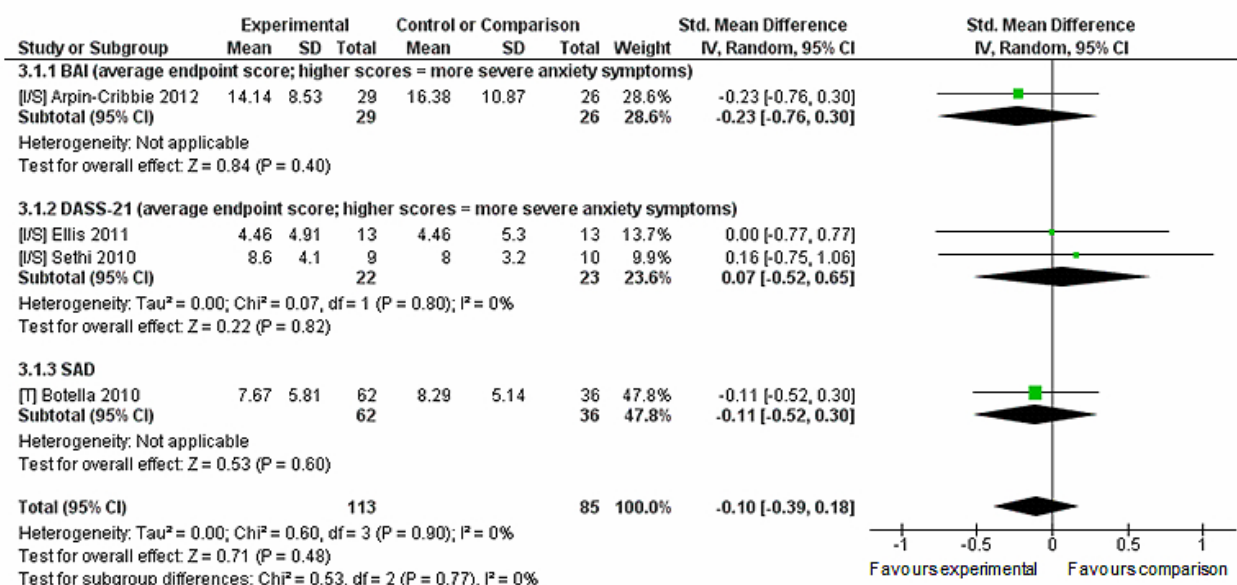 Experimental Control or Comparison Std. Mean Difference Std. Mean Difference
Study or Subgroup Mean SD Total Mean SD Total Weight IV, Random, 95% CI IV, Random, 95% CI
3.1.1 BAI (average endpoint score; higher scores = more severe anxiety symptoms)
[I/S] Arpin-Cribbie 2012 14.14 8.53 29 16.38 10.87 26 28.6% -0.23 [-0.76, 0.30]
Subtotal (95% CI) 29 26 28.6% -0.23 [-0.76, 0.30]
Heterogeneity: Not applicable
Test for overall effect: Z = 0.84 (P = 0.40)
3.1.2 DASS-21 (average endpoint score; higher scores = more severe anxiety symptoms)
[I/S] Ellis 2011 4.46 4.91 13 4.46 5.3 13 13.7% 0.00 [-0.77, 0.77]
[I/S] Sethi 2010 8.6 4.1 9 8 3.2 10 9.9% 0.16 [-0.75, 1.06]
Subtotal (95% CI) 22 23 23.6% 0.07 [-0.52, 0.65]
Heterogeneity: Tau² = 0.00; Chi² = 0.07, df = 1 (P = 0.80); I² = 0%
Test for overall effect: Z = 0.22 (P = 0.82)
3.1.3 SAD
[T] Botella 2010 7.67 5.81 62 8.29 5.14 36 47.8% -0.11 [-0.52, 0.30]
Subtotal (95% CI) 62 36 47.8% -0.11 [-0.52, 0.30]
Heterogeneity: Not applicable
Test for overall effect: Z = 0.53 (P = 0.60)
Total (95% CI) 113 85 100.0% -0.10 [-0.39, 0.18]
Heterogeneity: Tau² = 0.00; Chi² = 0.60, df = 3 (P = 0.90); I² = 0%
Test for overall effect: Z = 0.71 (P = 0.48)
Test for subgroup differences: Chi² = 0.53, df = 2 (P = 0.77), I² = 0%
-1 -0.5 0 0.5 1
Favours experimental Favours comparison